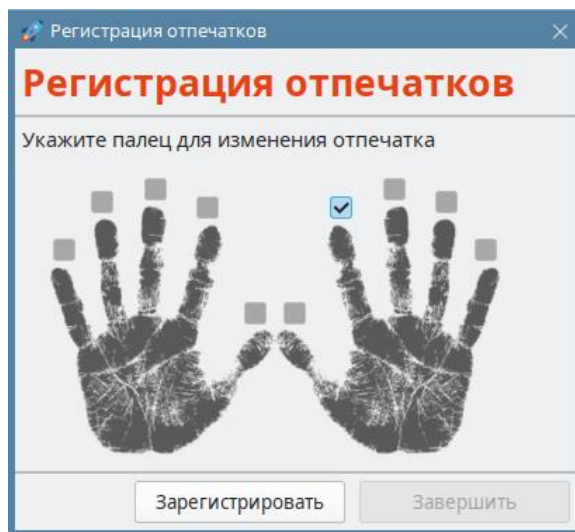 Регистрация отпечатков
Регистрация отпечатков
Укажите палец для изменения отпечатка
Зарегистрировать
Завершить